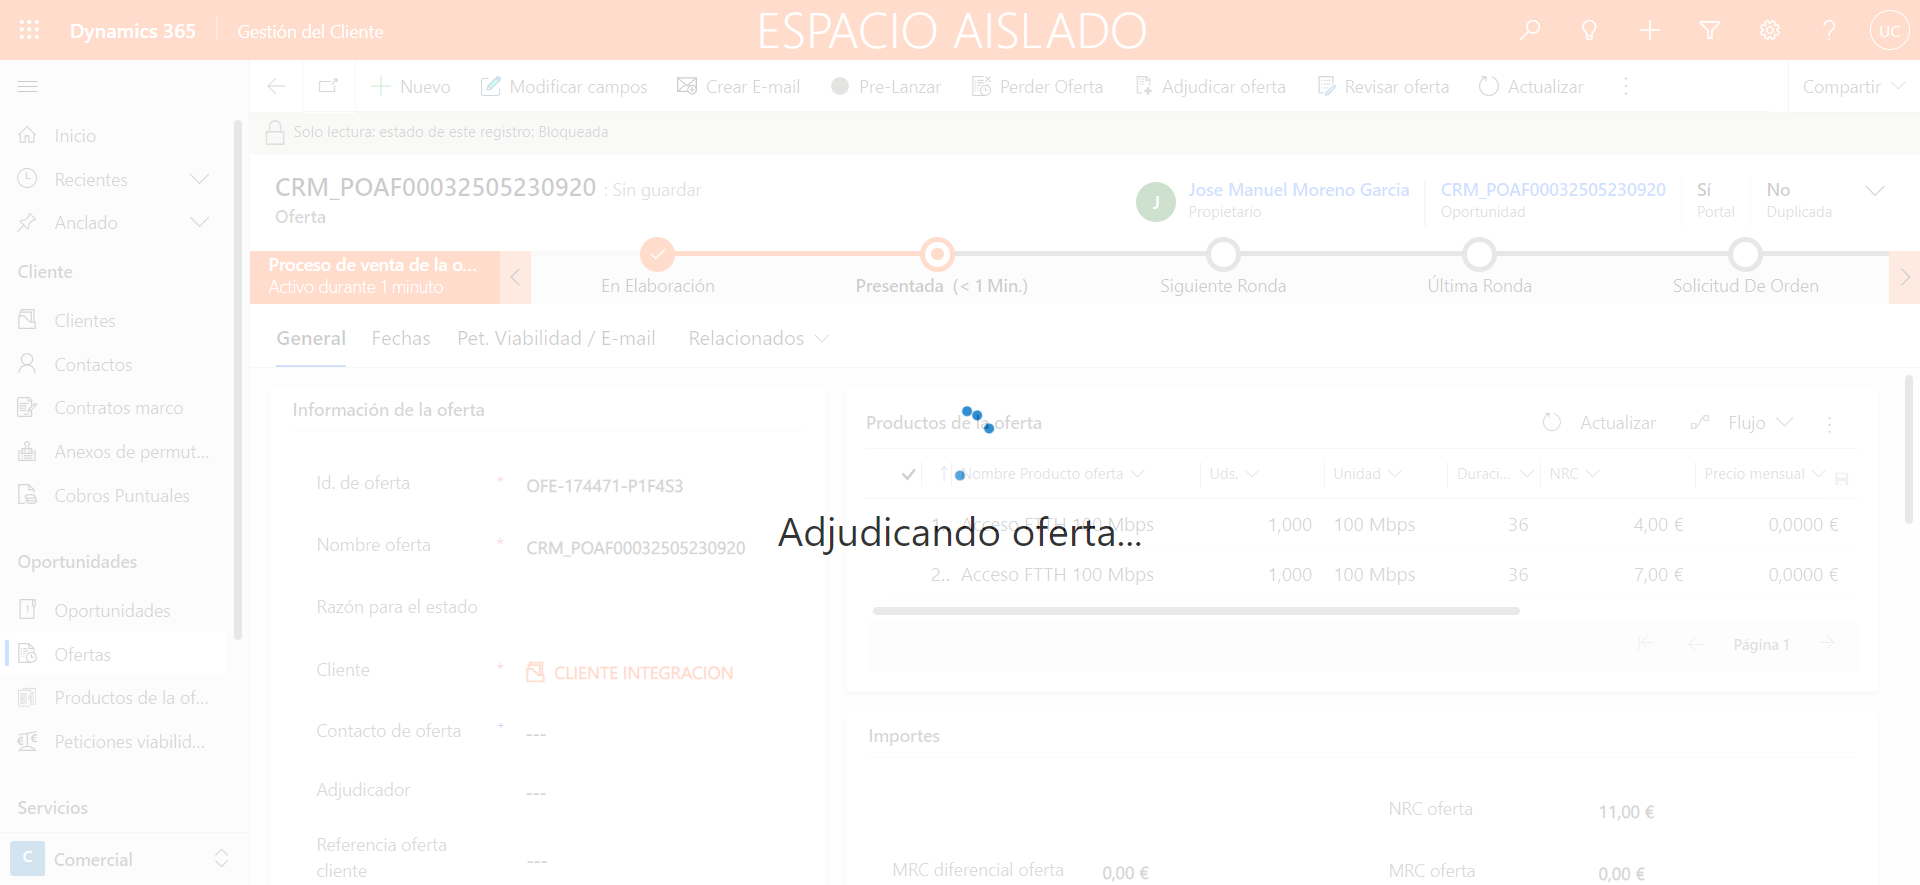 Dynamics 365
Gestión del Cliente
ESPACIO AISLADO
UC
Nuevo
Modificar campos
Crear E-mail
Pre-Lanzar
Perder Oferta
Adjudicar oferta
Revisar oferta
Actualizar
Compartir
Solo lectura: estado de este registro: Bloqueada
Inicio
Recientes
Anclado
Cliente
Clientes
Contactos
Contratos marco
Anexos de permut...
Cobros Puntuales
Oportunidades
Oportunidades
Ofertas
Productos de la of...
Peticiones viabilid...
Servicios
C
Comercial
CRM_POAF00032505230920 : Sin guardar
Oferta
J
Jose Manuel Moreno Garcia
Propietario
CRM_POAF00032505230920
Oportunidad
Sí
Portal
No
Duplicada
Proceso de venta de la o...
Activo durante 1 minuto
En Elaboración
Presentada (< 1 Min.)
Siguiente Ronda
Última Ronda
Solicitud De Orden
General
Fechas
Pet. Viabilidad / E-mail
Relacionados
Información de la oferta
Id. de oferta * OFE-174471-P1F4S3
Nombre oferta * CRM_POAF00032505230920
Razón para el estado
Cliente * CLIENTE INTEGRACION
Contacto de oferta + ---
Adjudicador ---
Referencia oferta
cliente ---
Productos de la oferta
Actualizar
Flujo
Nombre Producto oferta Uds. Unidad Duraci... NRC Precio mensual
1.. Acceso FTTH 100 Mbps 1,000 100 Mbps 36 4,00 € 0,0000 €
Adjudicando oferta...
2.. Acceso FTTH 100 Mbps 1,000 100 Mbps 36 7,00 € 0,0000 €
Página 1
Importes
NRC oferta 11,00 €
MRC diferencial oferta 0,00 €
MRC oferta 0,00 €